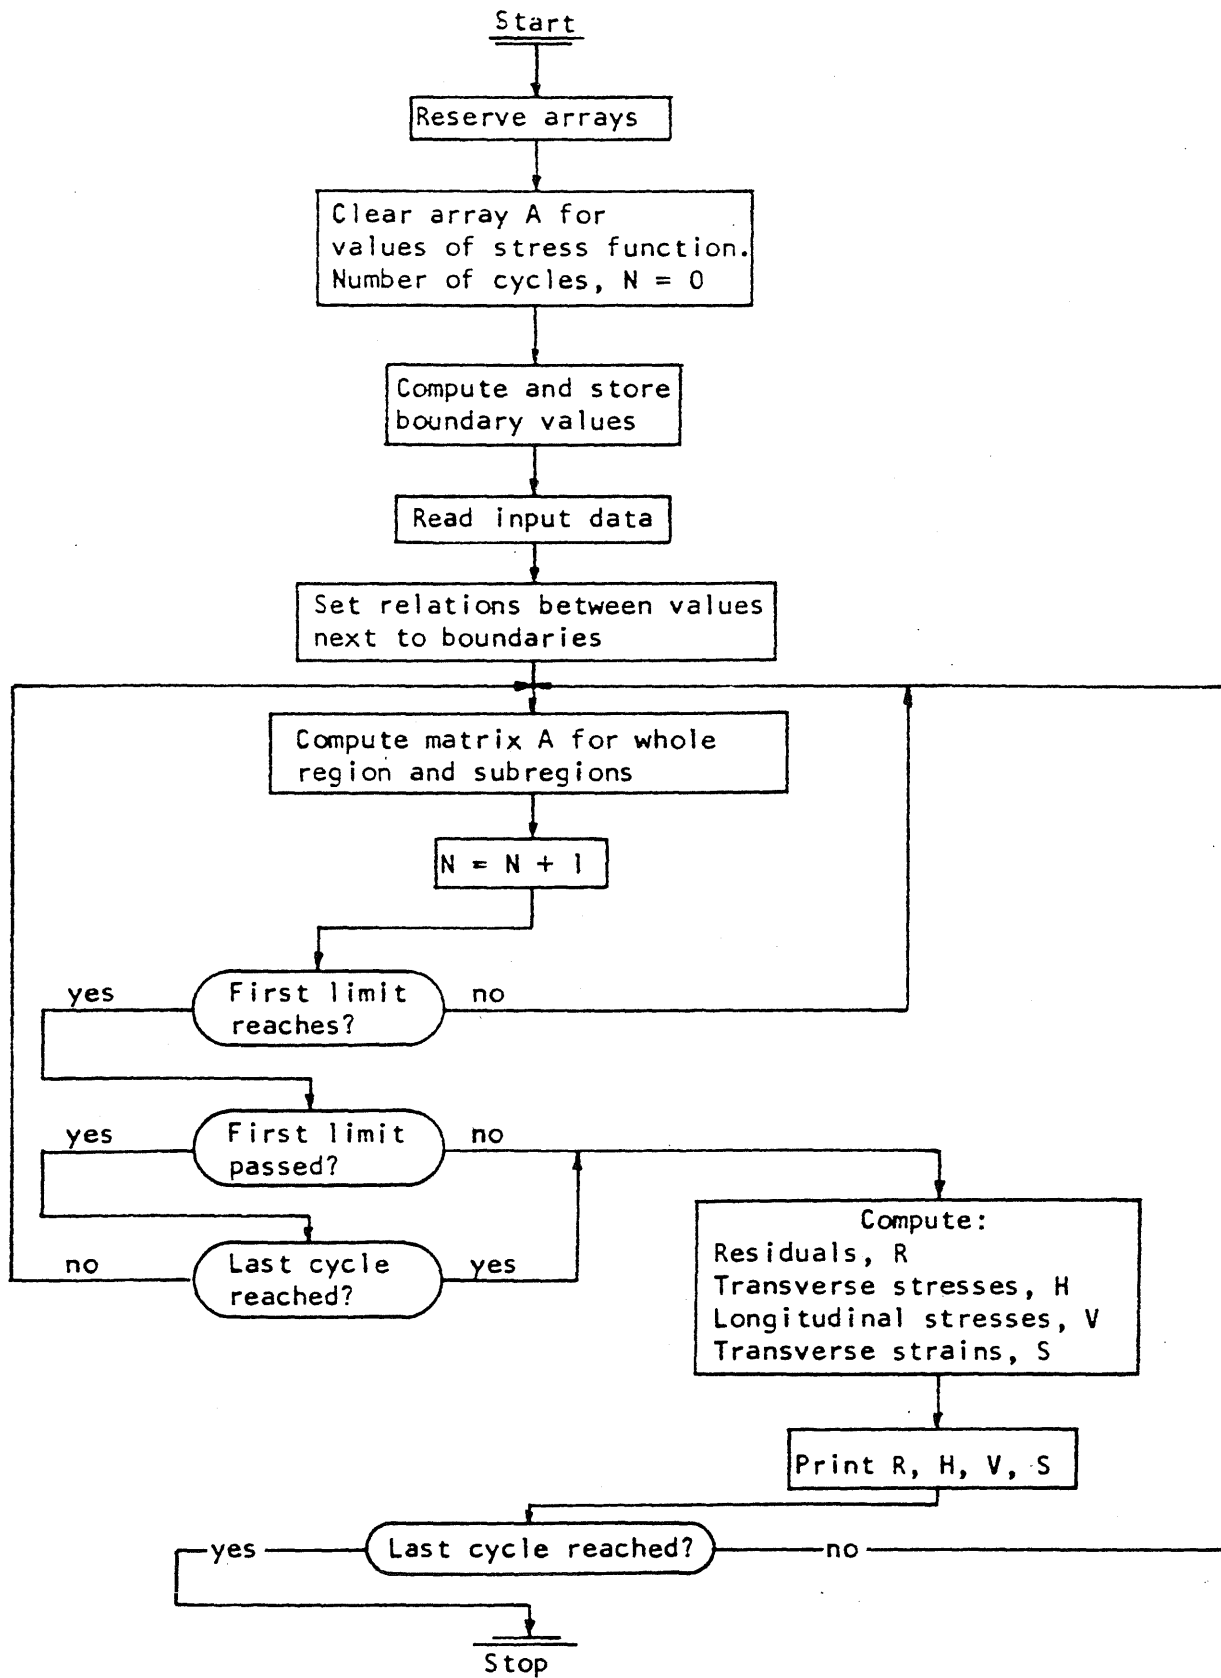 Start
Reserve arrays
Clear array A for
values of stress function.
Number of cycles, N = 0
Compute and store
boundary values
Read input data
Set relations between values
next to boundaries
Compute matrix A for whole
region and subregions
N = N + 1
yes
First limit
reaches?
no
yes
First limit
passed?
no
no
Last cycle
reached?
yes
Compute:
Residuals, R
Transverse stresses, H
Longitudinal stresses, V
Transverse strains, S
Print R, H, V, S
yes
Last cycle reached?
no
Stop